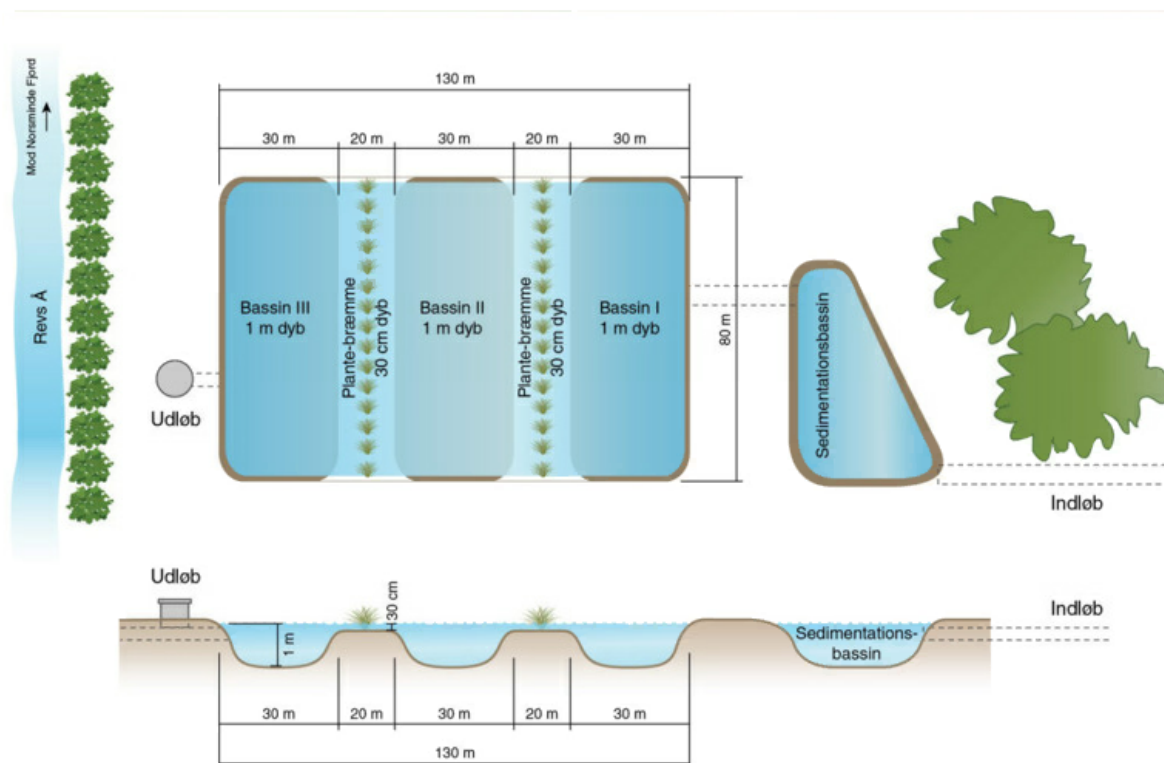 Mod Norsminde Fjord
Revs Å
130 m
30 m
20 m
30 m
20 m
30 m
Bassin III
1 m dyb
Plante-bræmme
30 cm dyb
Bassin II
1 m dyb
Plante-bræmme
30 cm dyb
Bassin I
1 m dyb
80 m
Sedimentationsbassin
Udløb
Indløb
Udløb
30 cm
1 m
Indløb
Sedimentations-
bassin
30 m
20 m
30 m
20 m
30 m
130 m